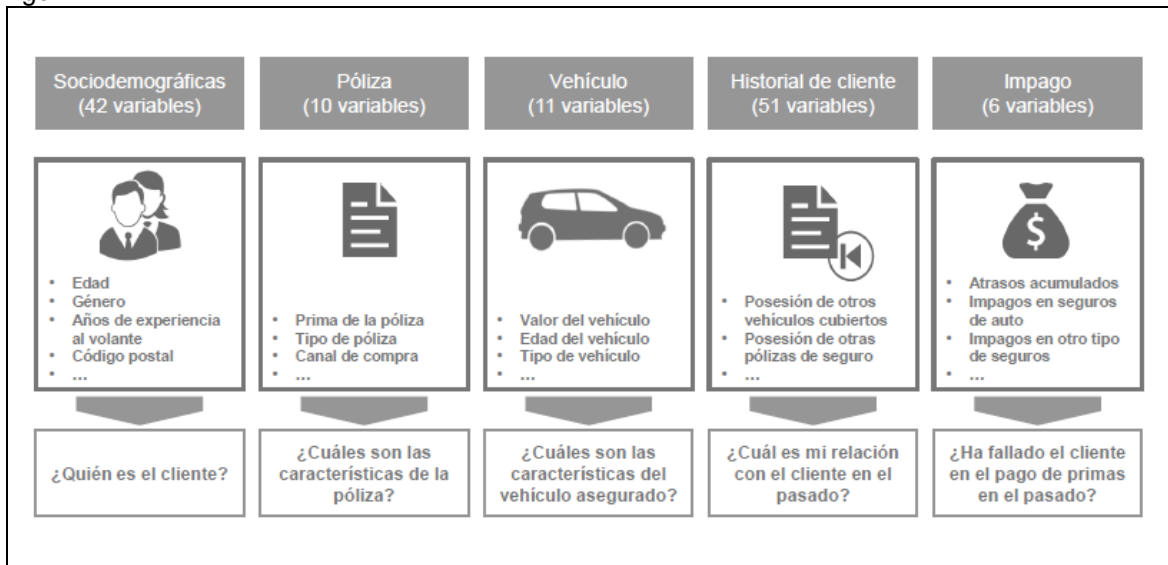 Sociodemográficas
(42 variables)
Póliza
(10 variables)
Vehículo
(11 variables)
Historial de cliente
(51 variables)
Impago
(6 variables)
• Edad
• Género
• Años de experiencia
al volante
• Código postal
• ...
• Prima de la póliza
• Tipo de póliza
• Canal de compra
• ...
• Valor del vehículo
• Edad del vehículo
• Tipo de vehículo
• ...
• Posesión de otros
vehículos cubiertos
• Posesión de otras
pólizas de seguro
• ...
$
• Atrasos acumulados
• Impagos en seguros
de auto
• Impagos en otro tipo
de seguros
• ...
¿Quién es el cliente?
¿Cuáles son las
características de la
póliza?
¿Cuáles son las
características del
vehículo asegurado?
¿Cuál es mi relación
con el cliente en el
pasado?
¿Ha fallado el cliente
en el pago de primas
en el pasado?